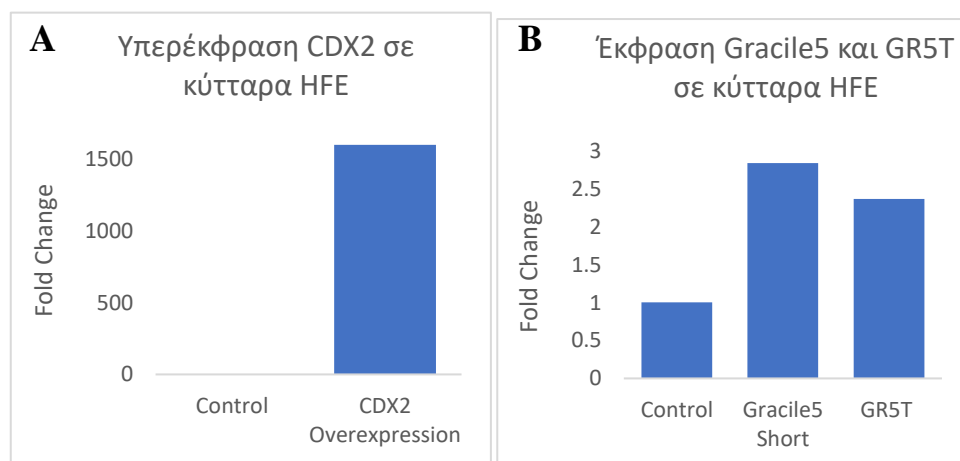 A
Υπερέκφραση CDX2 σε
κύτταρα HFE
Fold Change
1500
1000
500
0
Control
CDX2
Overexpression
B
Έκφραση Gracile5 και GR5T
σε κύτταρα HFE
Fold Change
3
2.5
2
1.5
1
0.5
0
Control
Gracile5
Short
GR5T